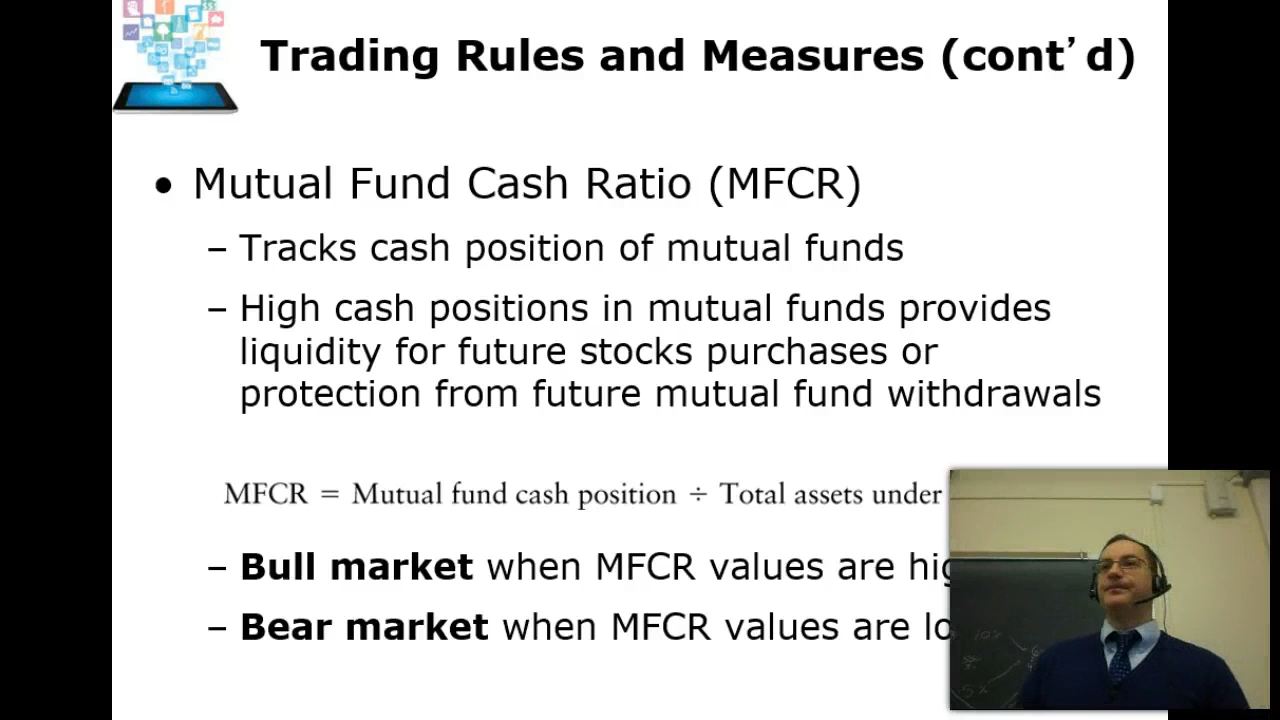 Trading Rules and Measures (cont’d)
• Mutual Fund Cash Ratio (MFCR)
– Tracks cash position of mutual funds
– High cash positions in mutual funds provides
liquidity for future stocks purchases or
protection from future mutual fund withdrawals
MFCR = Mutual fund cash position ÷ Total assets under
– Bull market when MFCR values are
– Bear market when MFCR values are
10%
5%